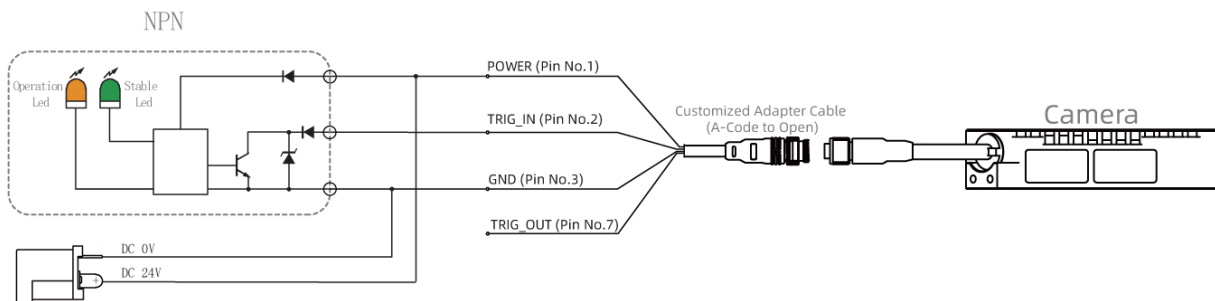 NPN
Operation
Led
Stable
Led
POWER (Pin No.1)
TRIG_IN (Pin No.2)
GND (Pin No.3)
TRIG_OUT (Pin No.7)
Customized Adapter Cable
(A-Code to Open)
Camera
DC 0V
DC 24V
+